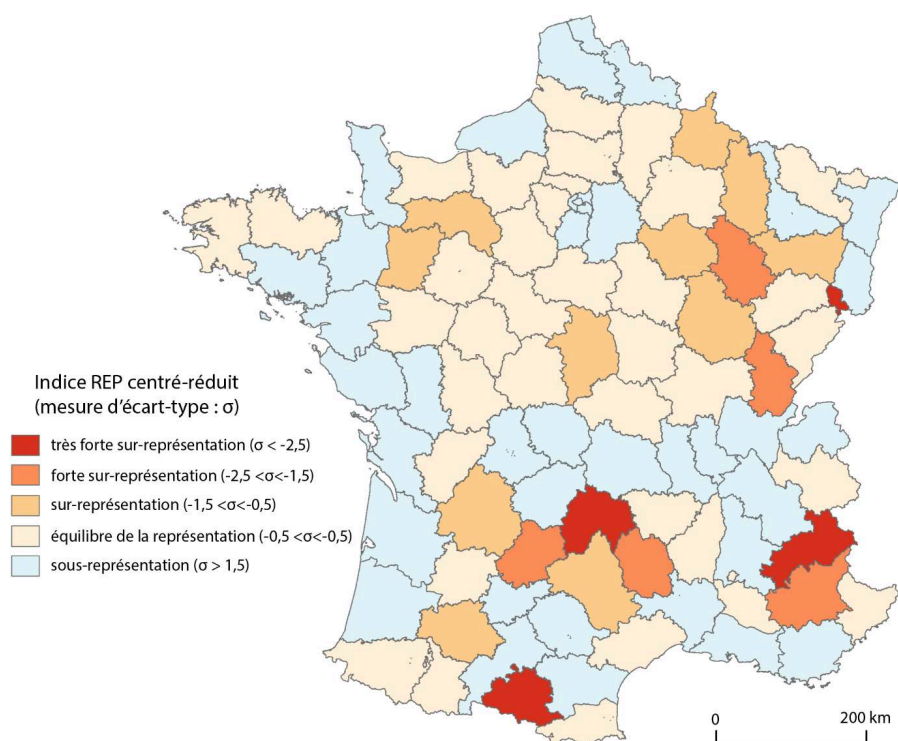 Indice REP centré-réduit
(mesure d'écart-type : σ)
très forte sur-représentation (σ < -2,5)
forte sur-représentation (-2,5 <σ<-1,5)
sur-représentation (-1,5 <σ<-0,5)
équilibre de la représentation (-0,5 <σ<-0,5)
sous-représentation (σ > 1,5)
0 200 km